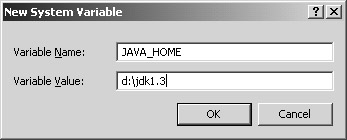 New System Variable
Variable Name: JAVA_HOME
Variable Value: d:\jdk1.3
OK Cancel